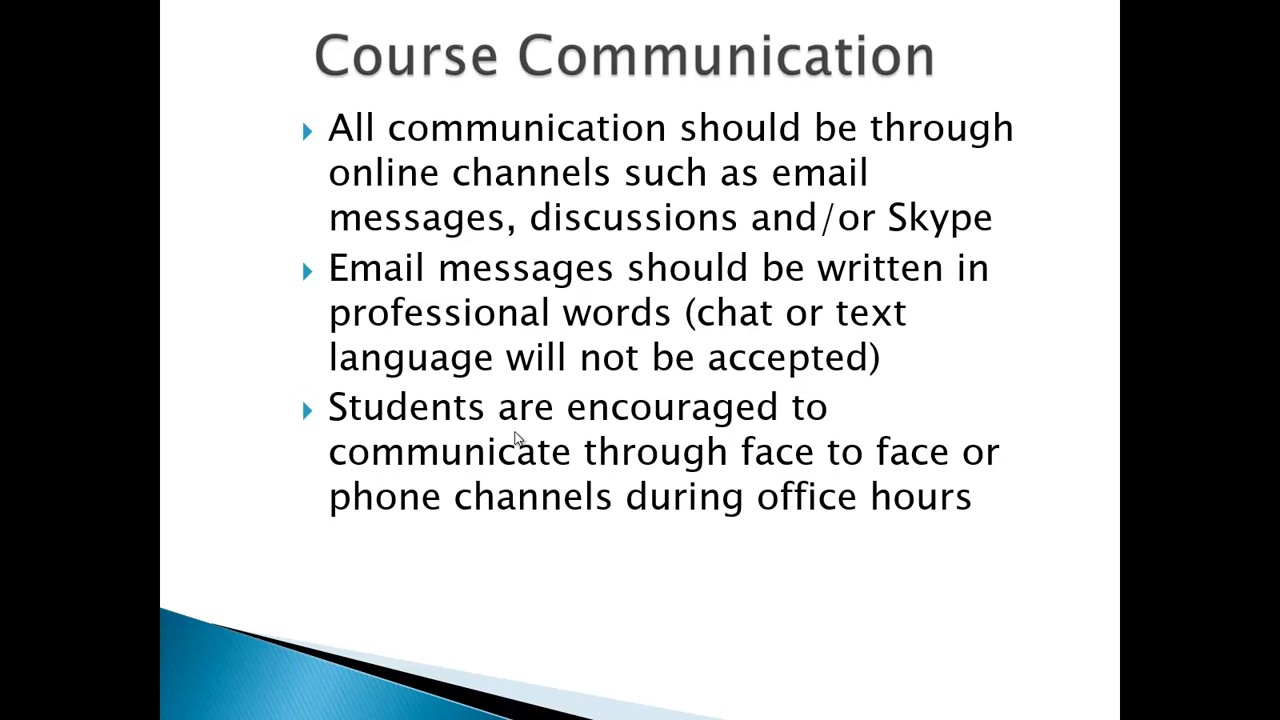 Course Communication
All communication should be through
online channels such as email
messages, discussions and/or Skype
Email messages should be written in
professional words (chat or text
language will not be accepted)
Students are encouraged to
communicate through face to face or
phone channels during office hours